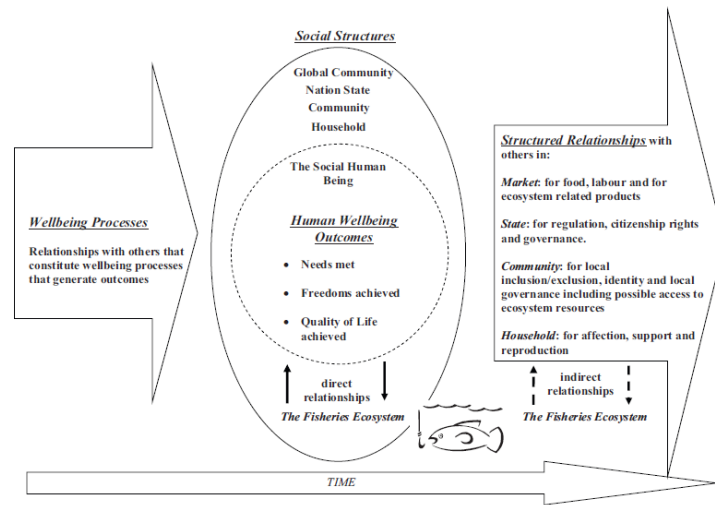 Social Structures
Global Community
Nation State
Community
Household
The Social Human
Being
Human Wellbeing
Outcomes
• Needs met
• Freedoms achieved
• Quality of Life
achieved
direct
relationships
The Fisheries Ecosystem
Wellbeing Processes
Relationships with others that
constitute wellbeing processes
that generate outcomes
Structured Relationships with
others in:
Market: for food, labour and for
ecosystem related products
State: for regulation, citizenship rights
and governance.
Community: for local
inclusion/exclusion, identity and local
governance including possible access to
ecosystem resources
Household: for affection, support and
reproduction
indirect
relationships
The Fisheries Ecosystem
TIME